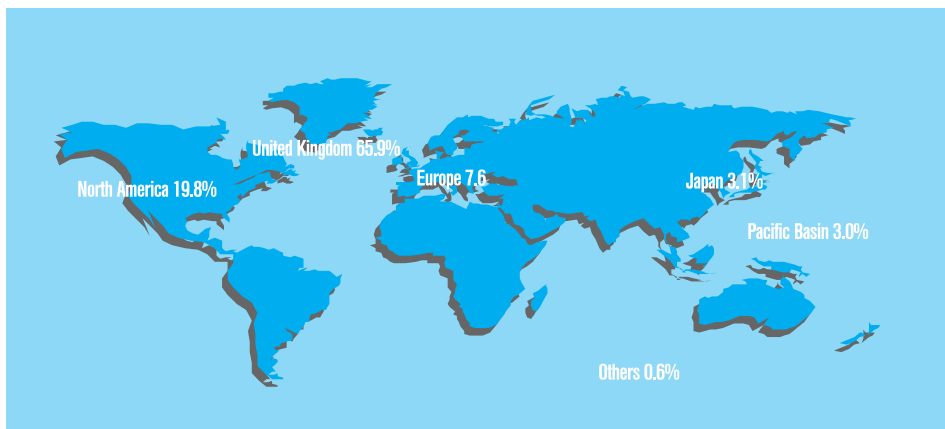 United Kingdom 65.9%
Europe 7.6
Japan 3.1%
North America 19.8%
Pacific Basin 3.0%
Others 0.6%